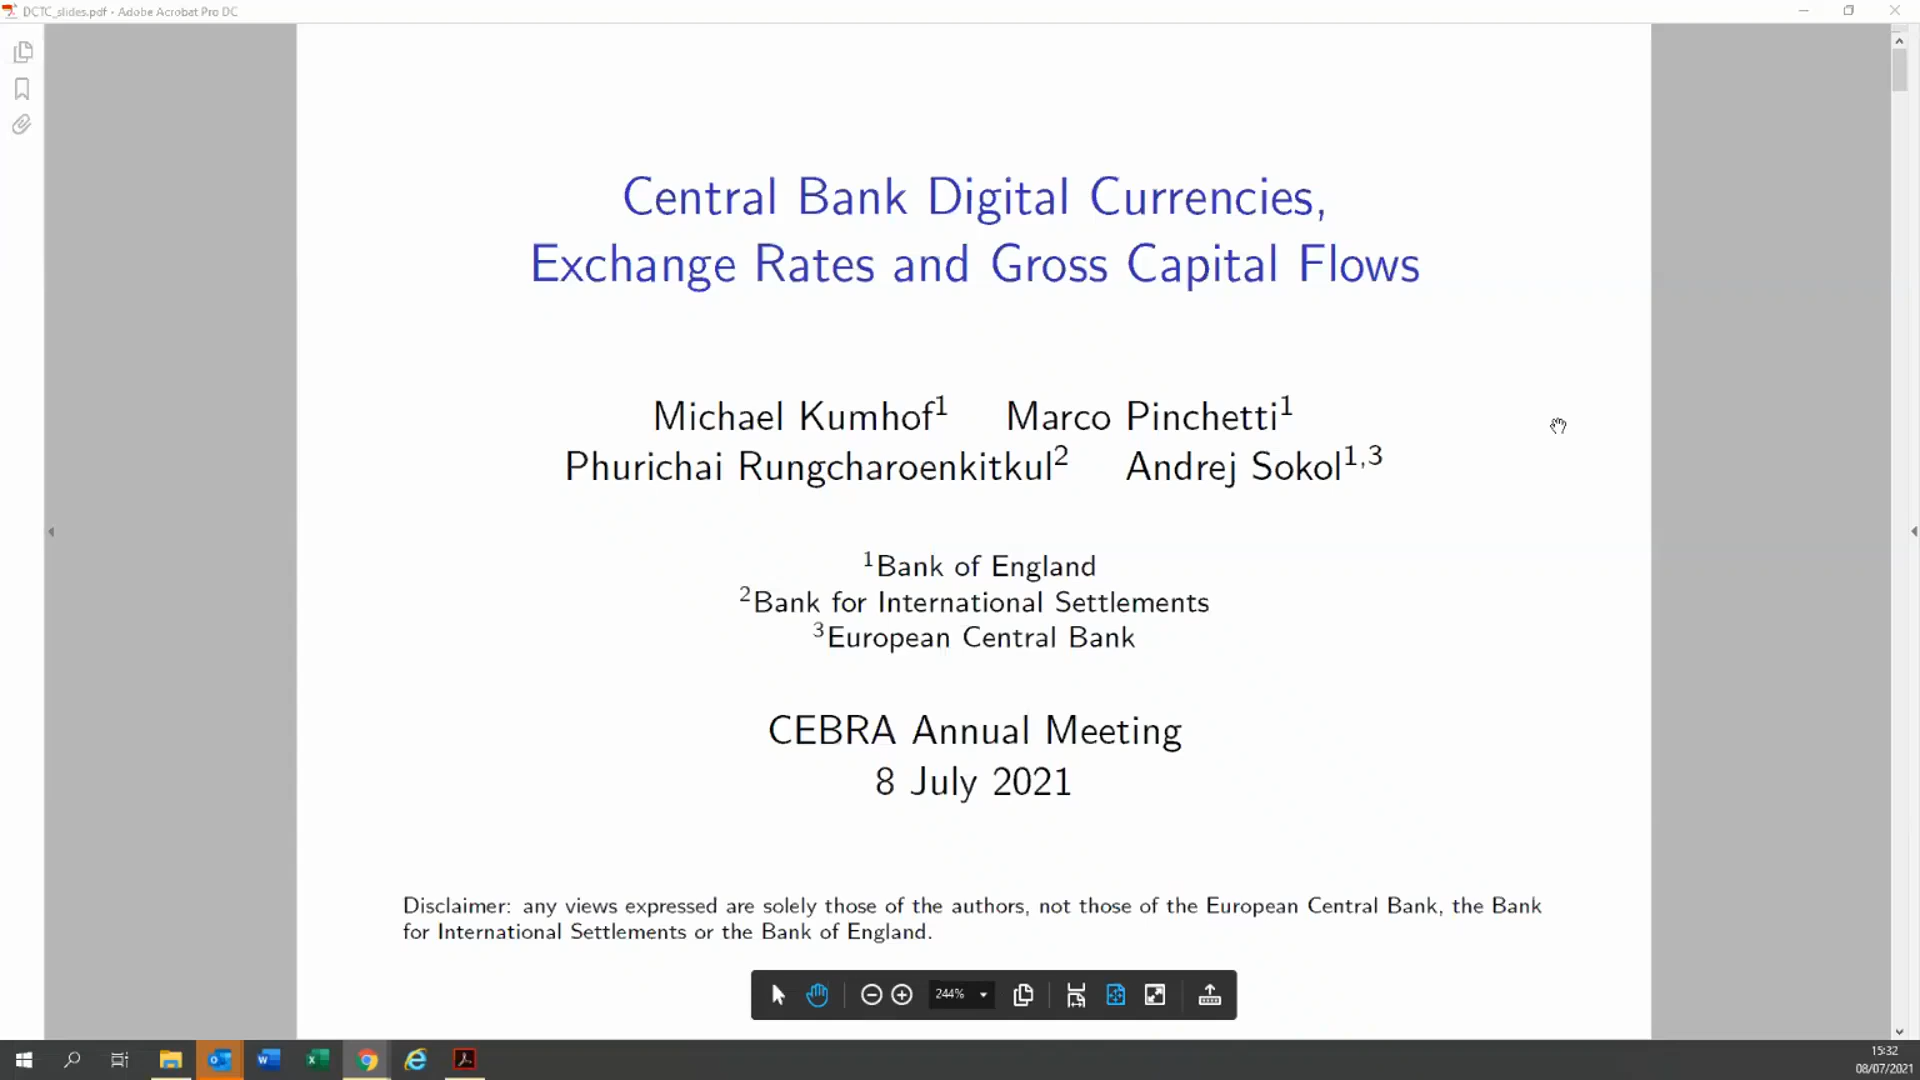 DCTC_slides.pdf - Adobe Acrobat Pro DC
Central Bank Digital Currencies,
Exchange Rates and Gross Capital Flows
Michael Kumhof¹ Marco Pinchetti¹
Phurichai Rungcharoenkitkul² Andrej Sokol¹,³
¹Bank of England
²Bank for International Settlements
³European Central Bank
CEBRA Annual Meeting
8 July 2021
Disclaimer: any views expressed are solely those of the authors, not those of the European Central Bank, the Bank
for International Settlements or the Bank of England.
244%
15:32
08/07/2021